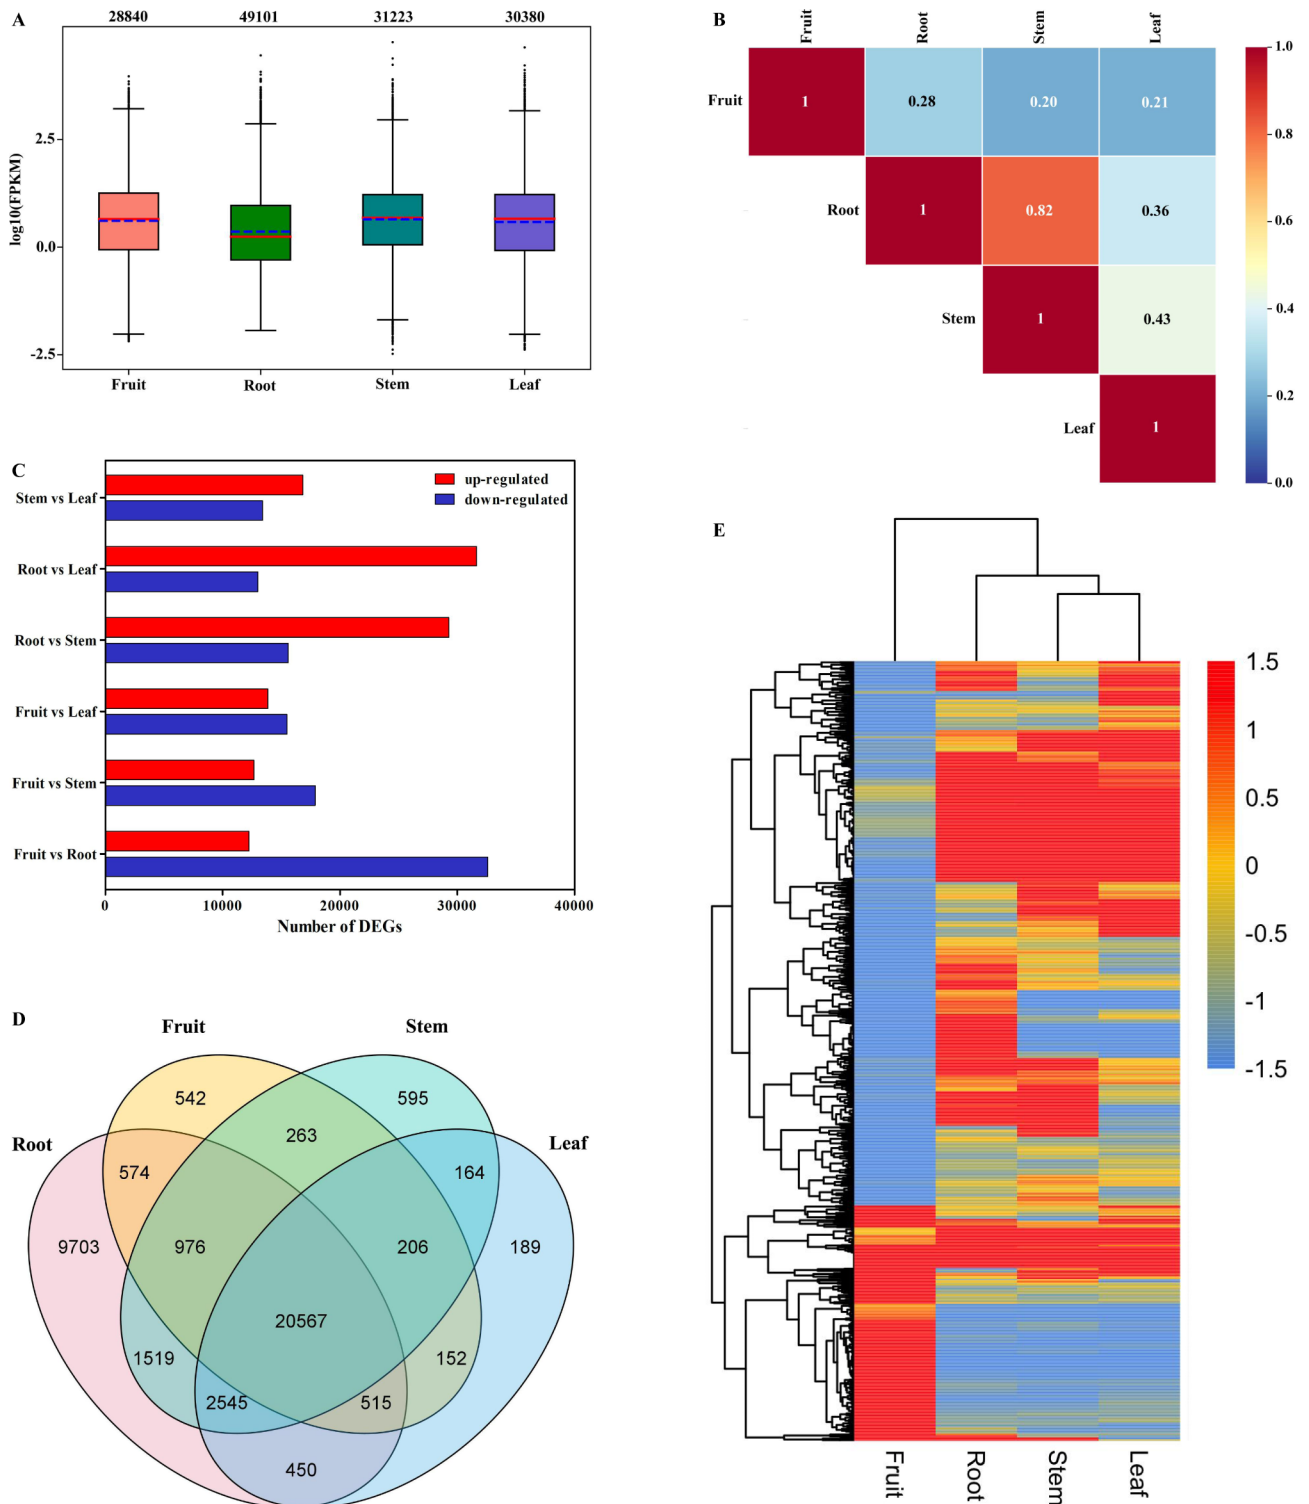 A
28840 49101 31223 30380
log10(FPKM)
2.5
0.0
-2.5
Fruit Root Stem Leaf
B
Fruit Root Stem Leaf
Fruit 1 0.28 0.20 0.21
Root 1 0.82 0.36
Stem 1 0.43
Leaf 1
1.0
0.8
0.6
0.4
0.2
0.0
C
up-regulated
down-regulated
Stem vs Leaf
Root vs Leaf
Root vs Stem
Fruit vs Leaf
Fruit vs Stem
Fruit vs Root
0 10000 20000 30000 40000
Number of DEGs
D
Fruit Stem
Root Leaf
542 595
263
574 164
9703 976 206 189
20567
1519 152
2545 515
450
E
1.5
1
0.5
0
-0.5
-1
-1.5
Fruit Root Stem Leaf